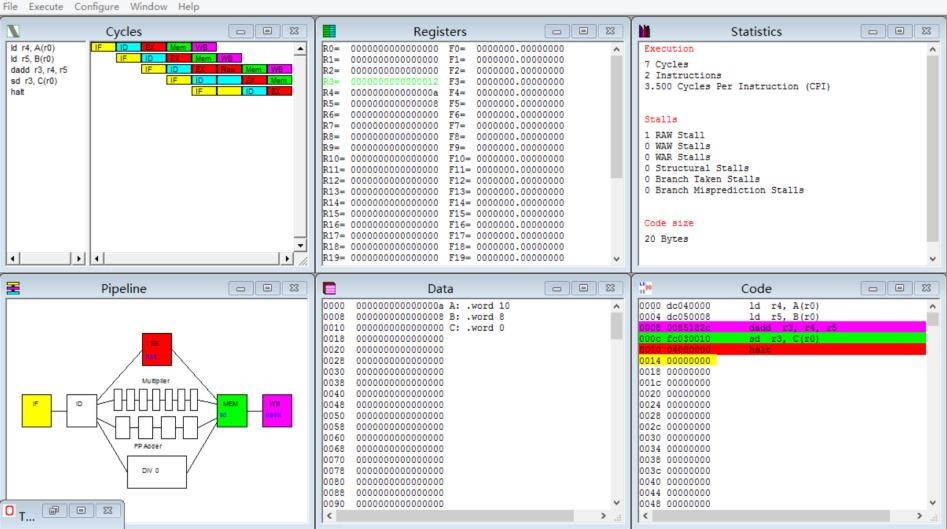 File Execute Configure Window Help
Cycles
ld r4, A(r0)
ld r5, B(r0)
dadd r3, r4, r5
sd r3, C(r0)
halt
IF ID EX Mem WB
IF ID EX Mem WB
IF ID EX Raw Mem WB
IF ID EX Mem
IF ID EX
Registers
R0= 0000000000000000 F0= 0000000.00000000
R1= 0000000000000000 F1= 0000000.00000000
R2= 0000000000000000 F2= 0000000.00000000
R3= 0000000000000012 F3= 0000000.00000000
R4= 000000000000000a F4= 0000000.00000000
R5= 0000000000000008 F5= 0000000.00000000
R6= 0000000000000000 F6= 0000000.00000000
R7= 0000000000000000 F7= 0000000.00000000
R8= 0000000000000000 F8= 0000000.00000000
R9= 0000000000000000 F9= 0000000.00000000
R10= 0000000000000000 F10= 0000000.00000000
R11= 0000000000000000 F11= 0000000.00000000
R12= 0000000000000000 F12= 0000000.00000000
R13= 0000000000000000 F13= 0000000.00000000
R14= 0000000000000000 F14= 0000000.00000000
R15= 0000000000000000 F15= 0000000.00000000
R16= 0000000000000000 F16= 0000000.00000000
R17= 0000000000000000 F17= 0000000.00000000
R18= 0000000000000000 F18= 0000000.00000000
R19= 0000000000000000 F19= 0000000.00000000
Statistics
Execution
7 Cycles
2 Instructions
3.500 Cycles Per Instruction (CPI)
Stalls
1 RAW Stall
0 WAW Stalls
0 WAR Stalls
0 Structural Stalls
0 Branch Taken Stalls
0 Branch Misprediction Stalls
Code size
20 Bytes
Pipeline
EX
halt
Multiplier
IF ID MEM WB
sd dadd
FP Adder
DIV 0
T...
Data
0000 000000000000000a A: .word 10
0008 0000000000000008 B: .word 8
0010 0000000000000000 C: .word 0
0018 0000000000000000
0020 0000000000000000
0028 0000000000000000
0030 0000000000000000
0038 0000000000000000
0040 0000000000000000
0048 0000000000000000
0050 0000000000000000
0058 0000000000000000
0060 0000000000000000
0068 0000000000000000
0070 0000000000000000
0078 0000000000000000
0080 0000000000000000
0088 0000000000000000
0090 0000000000000000
Code
0000 dc040000 ld r4, A(r0)
0004 dc050008 ld r5, B(r0)
0008 0085182c dadd r3, r4, r5
000c fc030010 sd r3, C(r0)
0010 04000000 halt
0014 00000000
0018 00000000
001c 00000000
0020 00000000
0024 00000000
0028 00000000
002c 00000000
0030 00000000
0034 00000000
0038 00000000
003c 00000000
0040 00000000
0044 00000000
0048 00000000